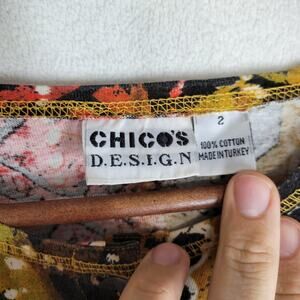 CHICO'S
D.E.S.I.G.N
2
100% COTTON
MADE IN TURKEY